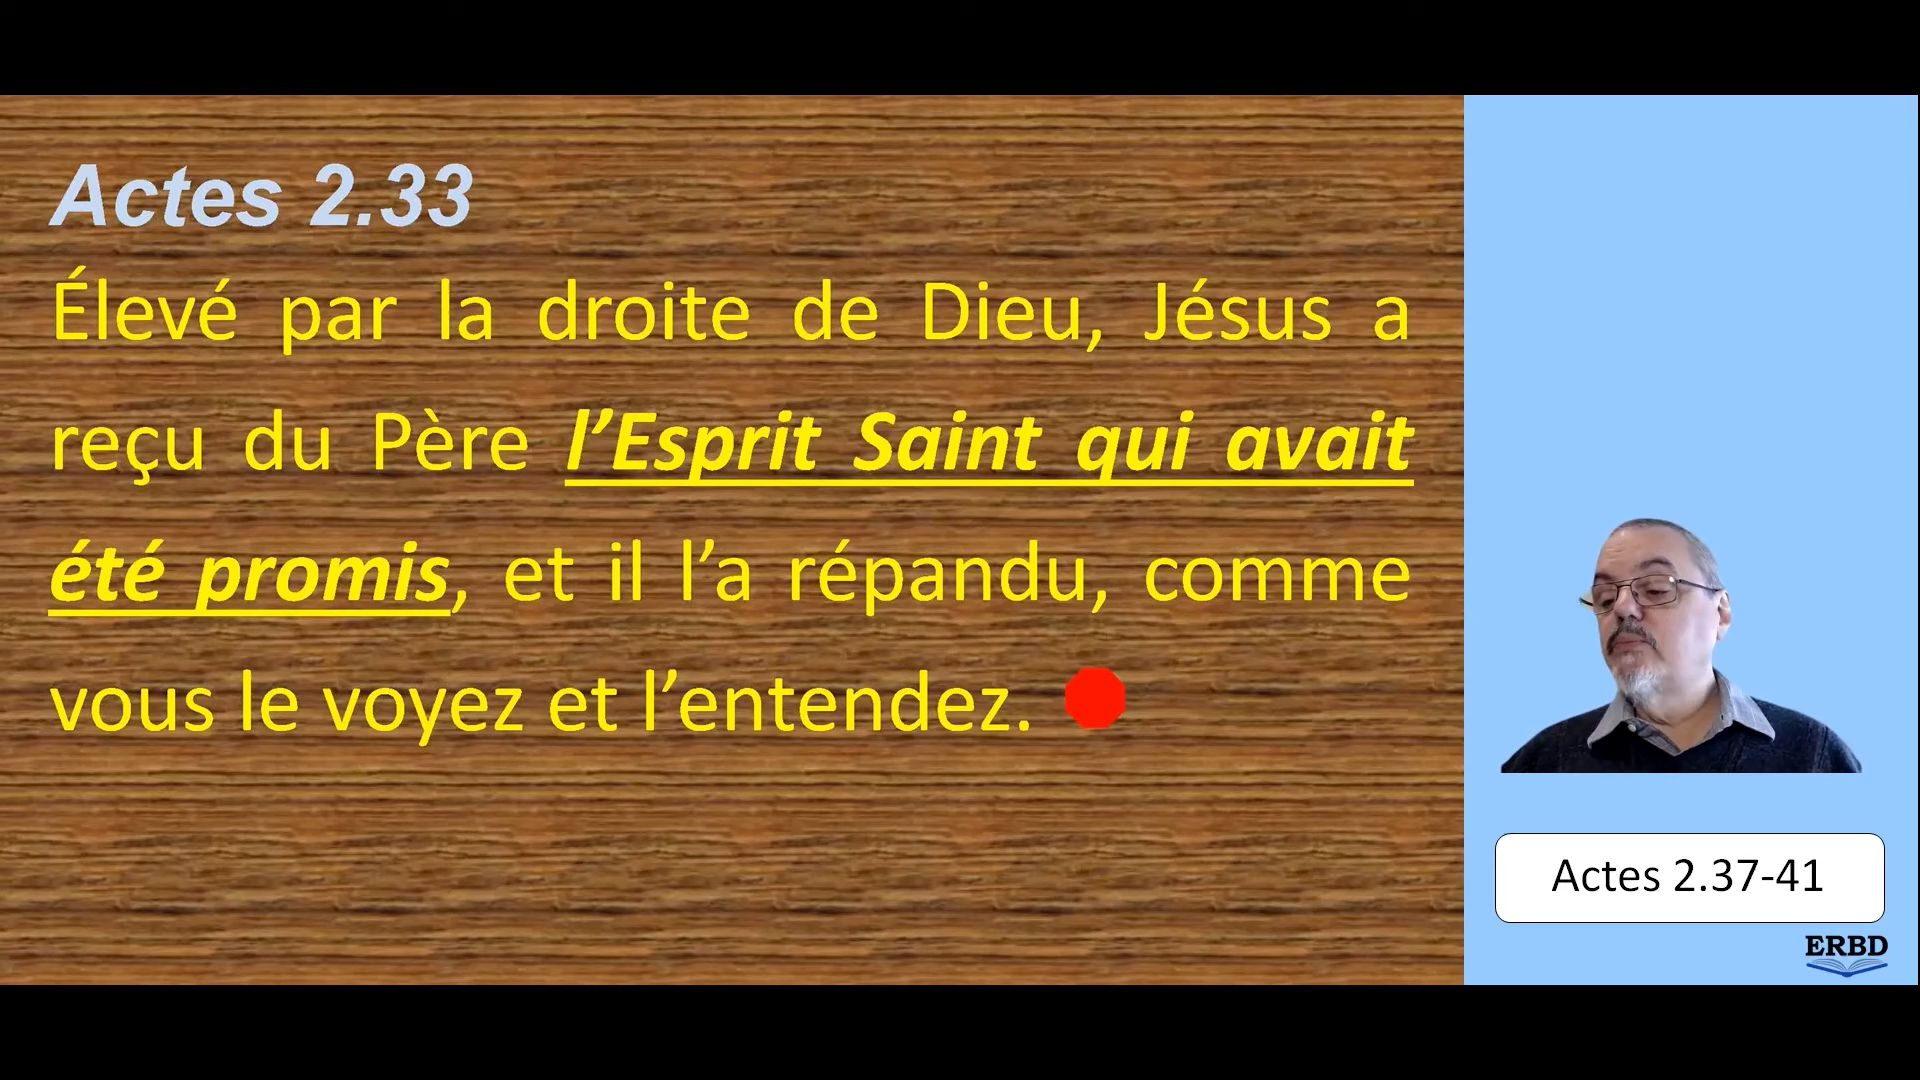 Actes 2.33
Élevé par la droite de Dieu, Jésus a
reçu du Père l’Esprit Saint qui avait
été promis, et il l’a répandu, comme
vous le voyez et l’entendez.
Actes 2.37-41
ERBD